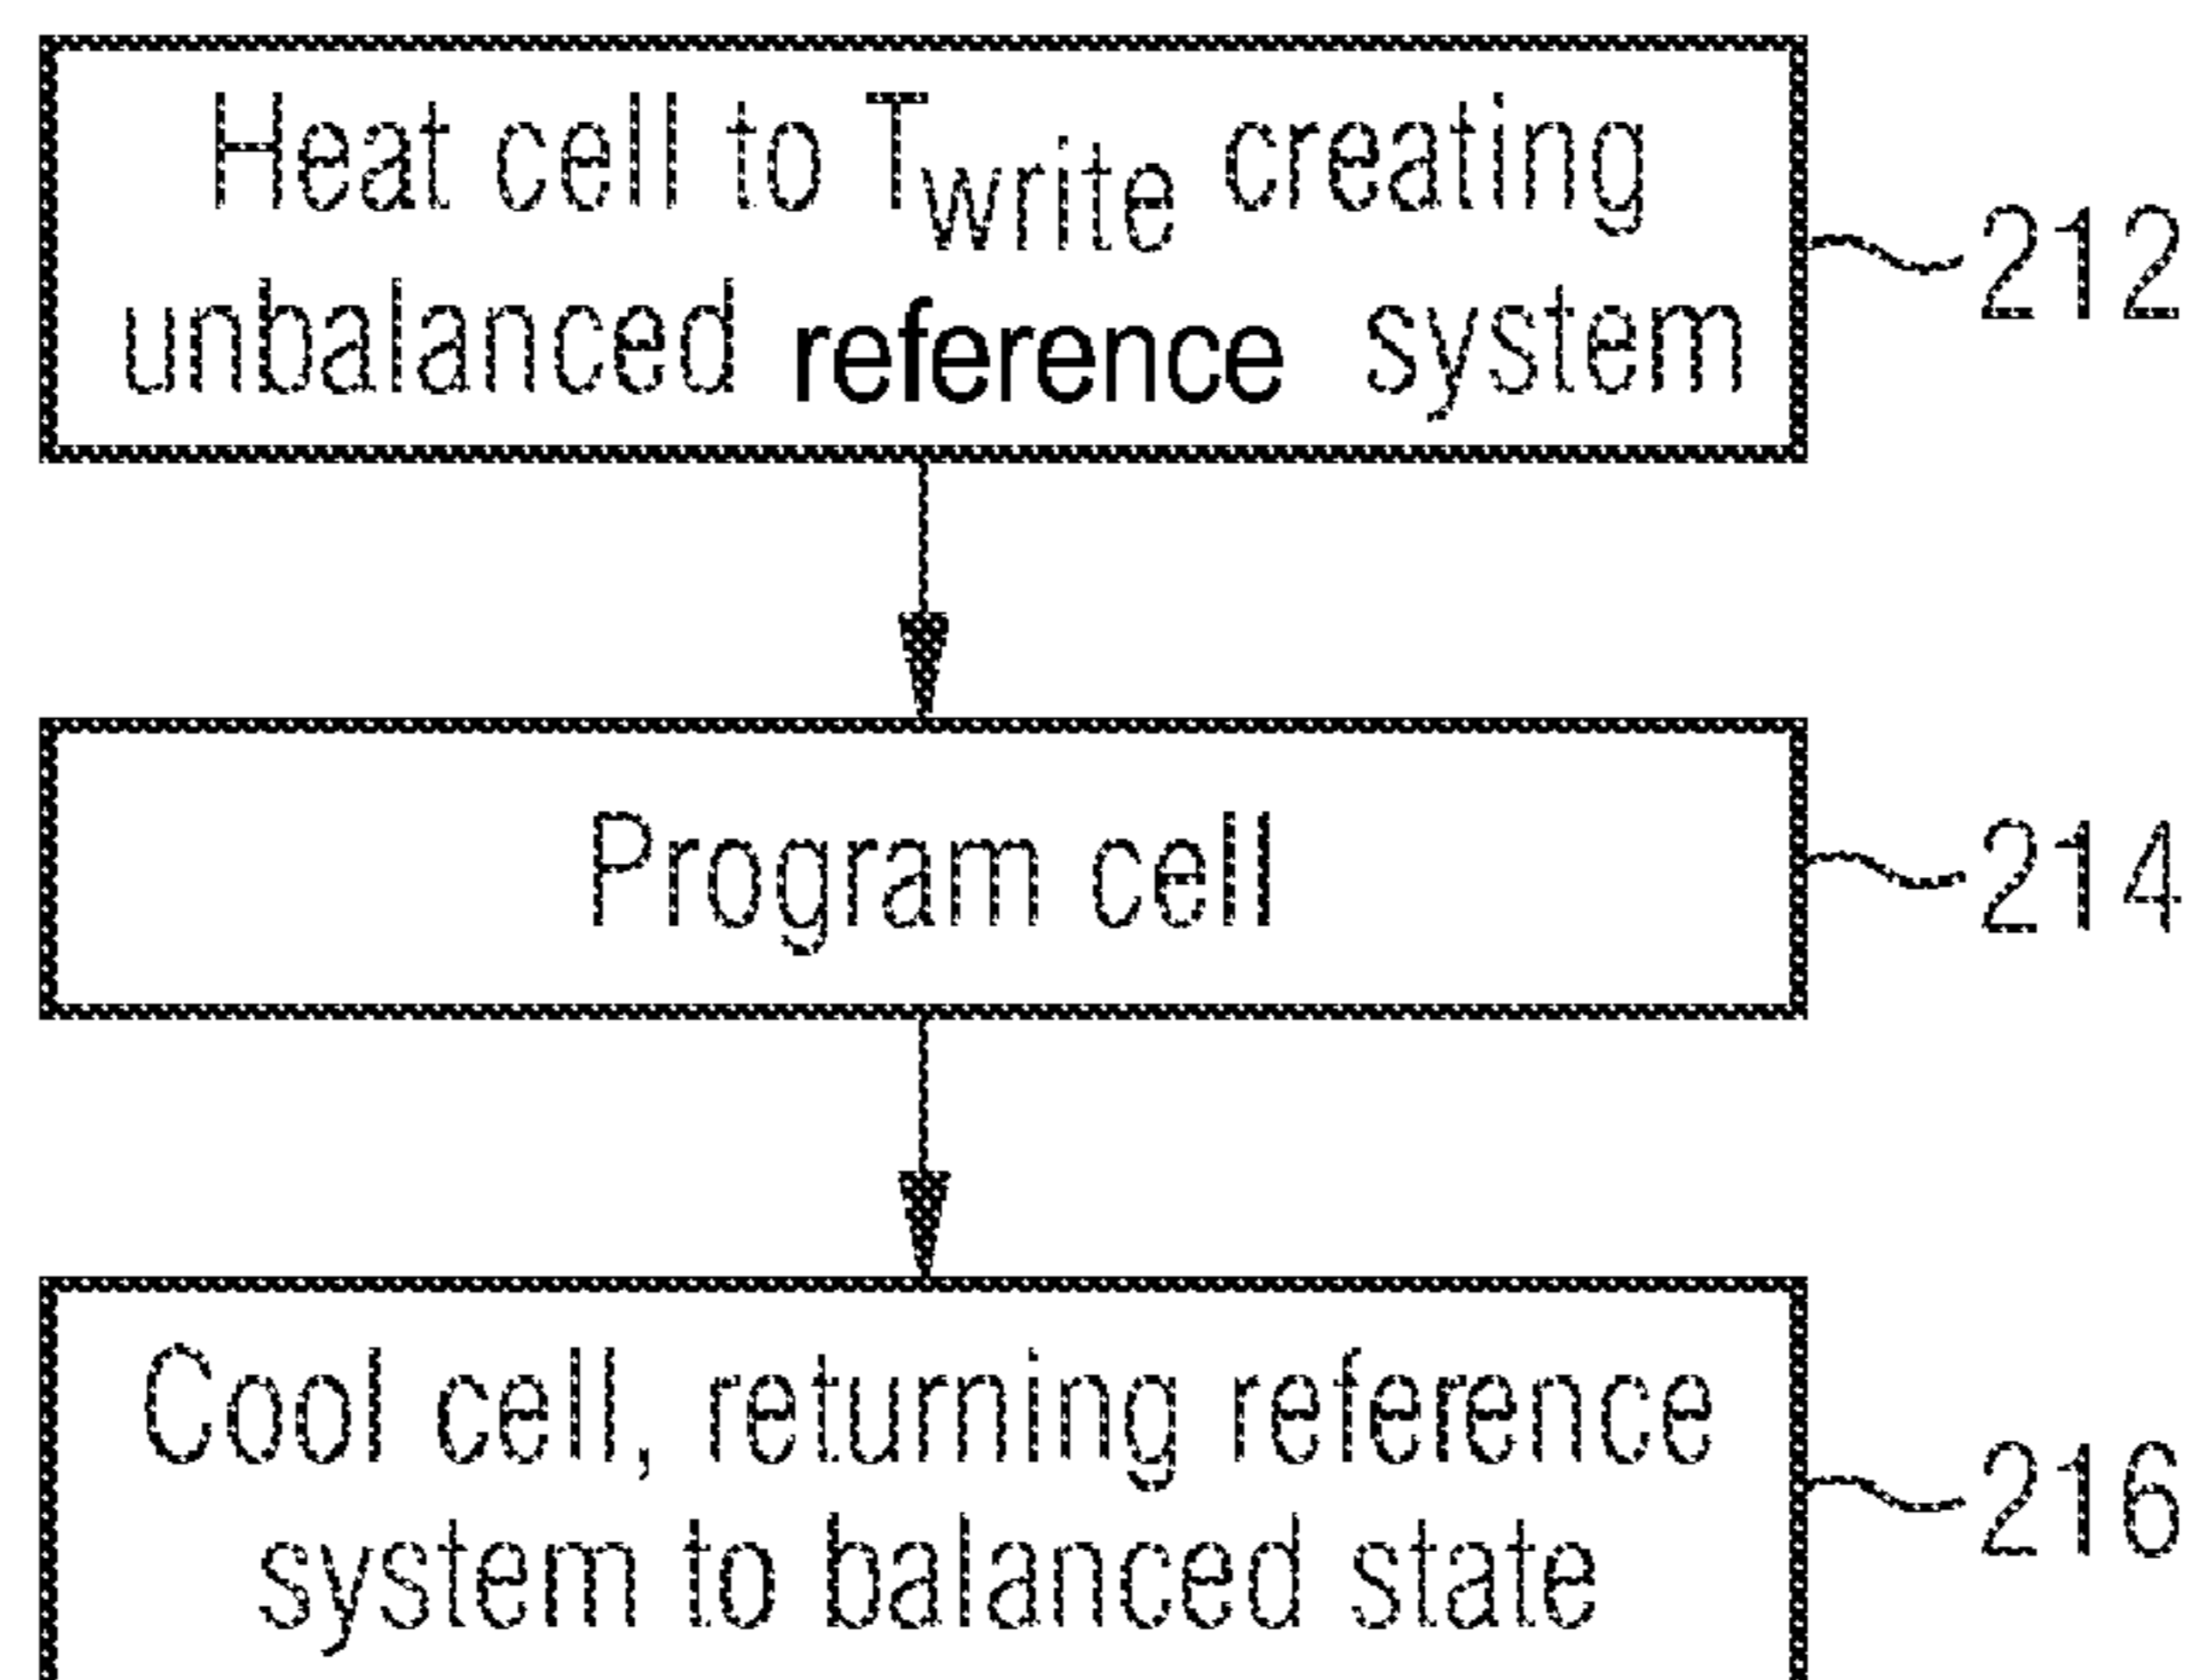 Heat cell to Twrite creating
unbalanced reference system
212
Program cell
214
Cool cell, returning reference
system to balanced state
216